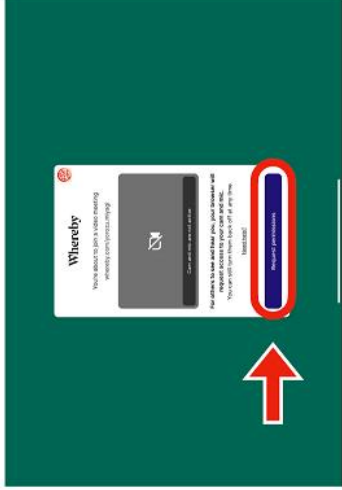 Whereby
You're about to join a video meeting
Cam and mic are not active
For others to see and hear you, your browser will
request access to your cam and mic.
You can still turn them back off at any time.
Need help?
Request permissions